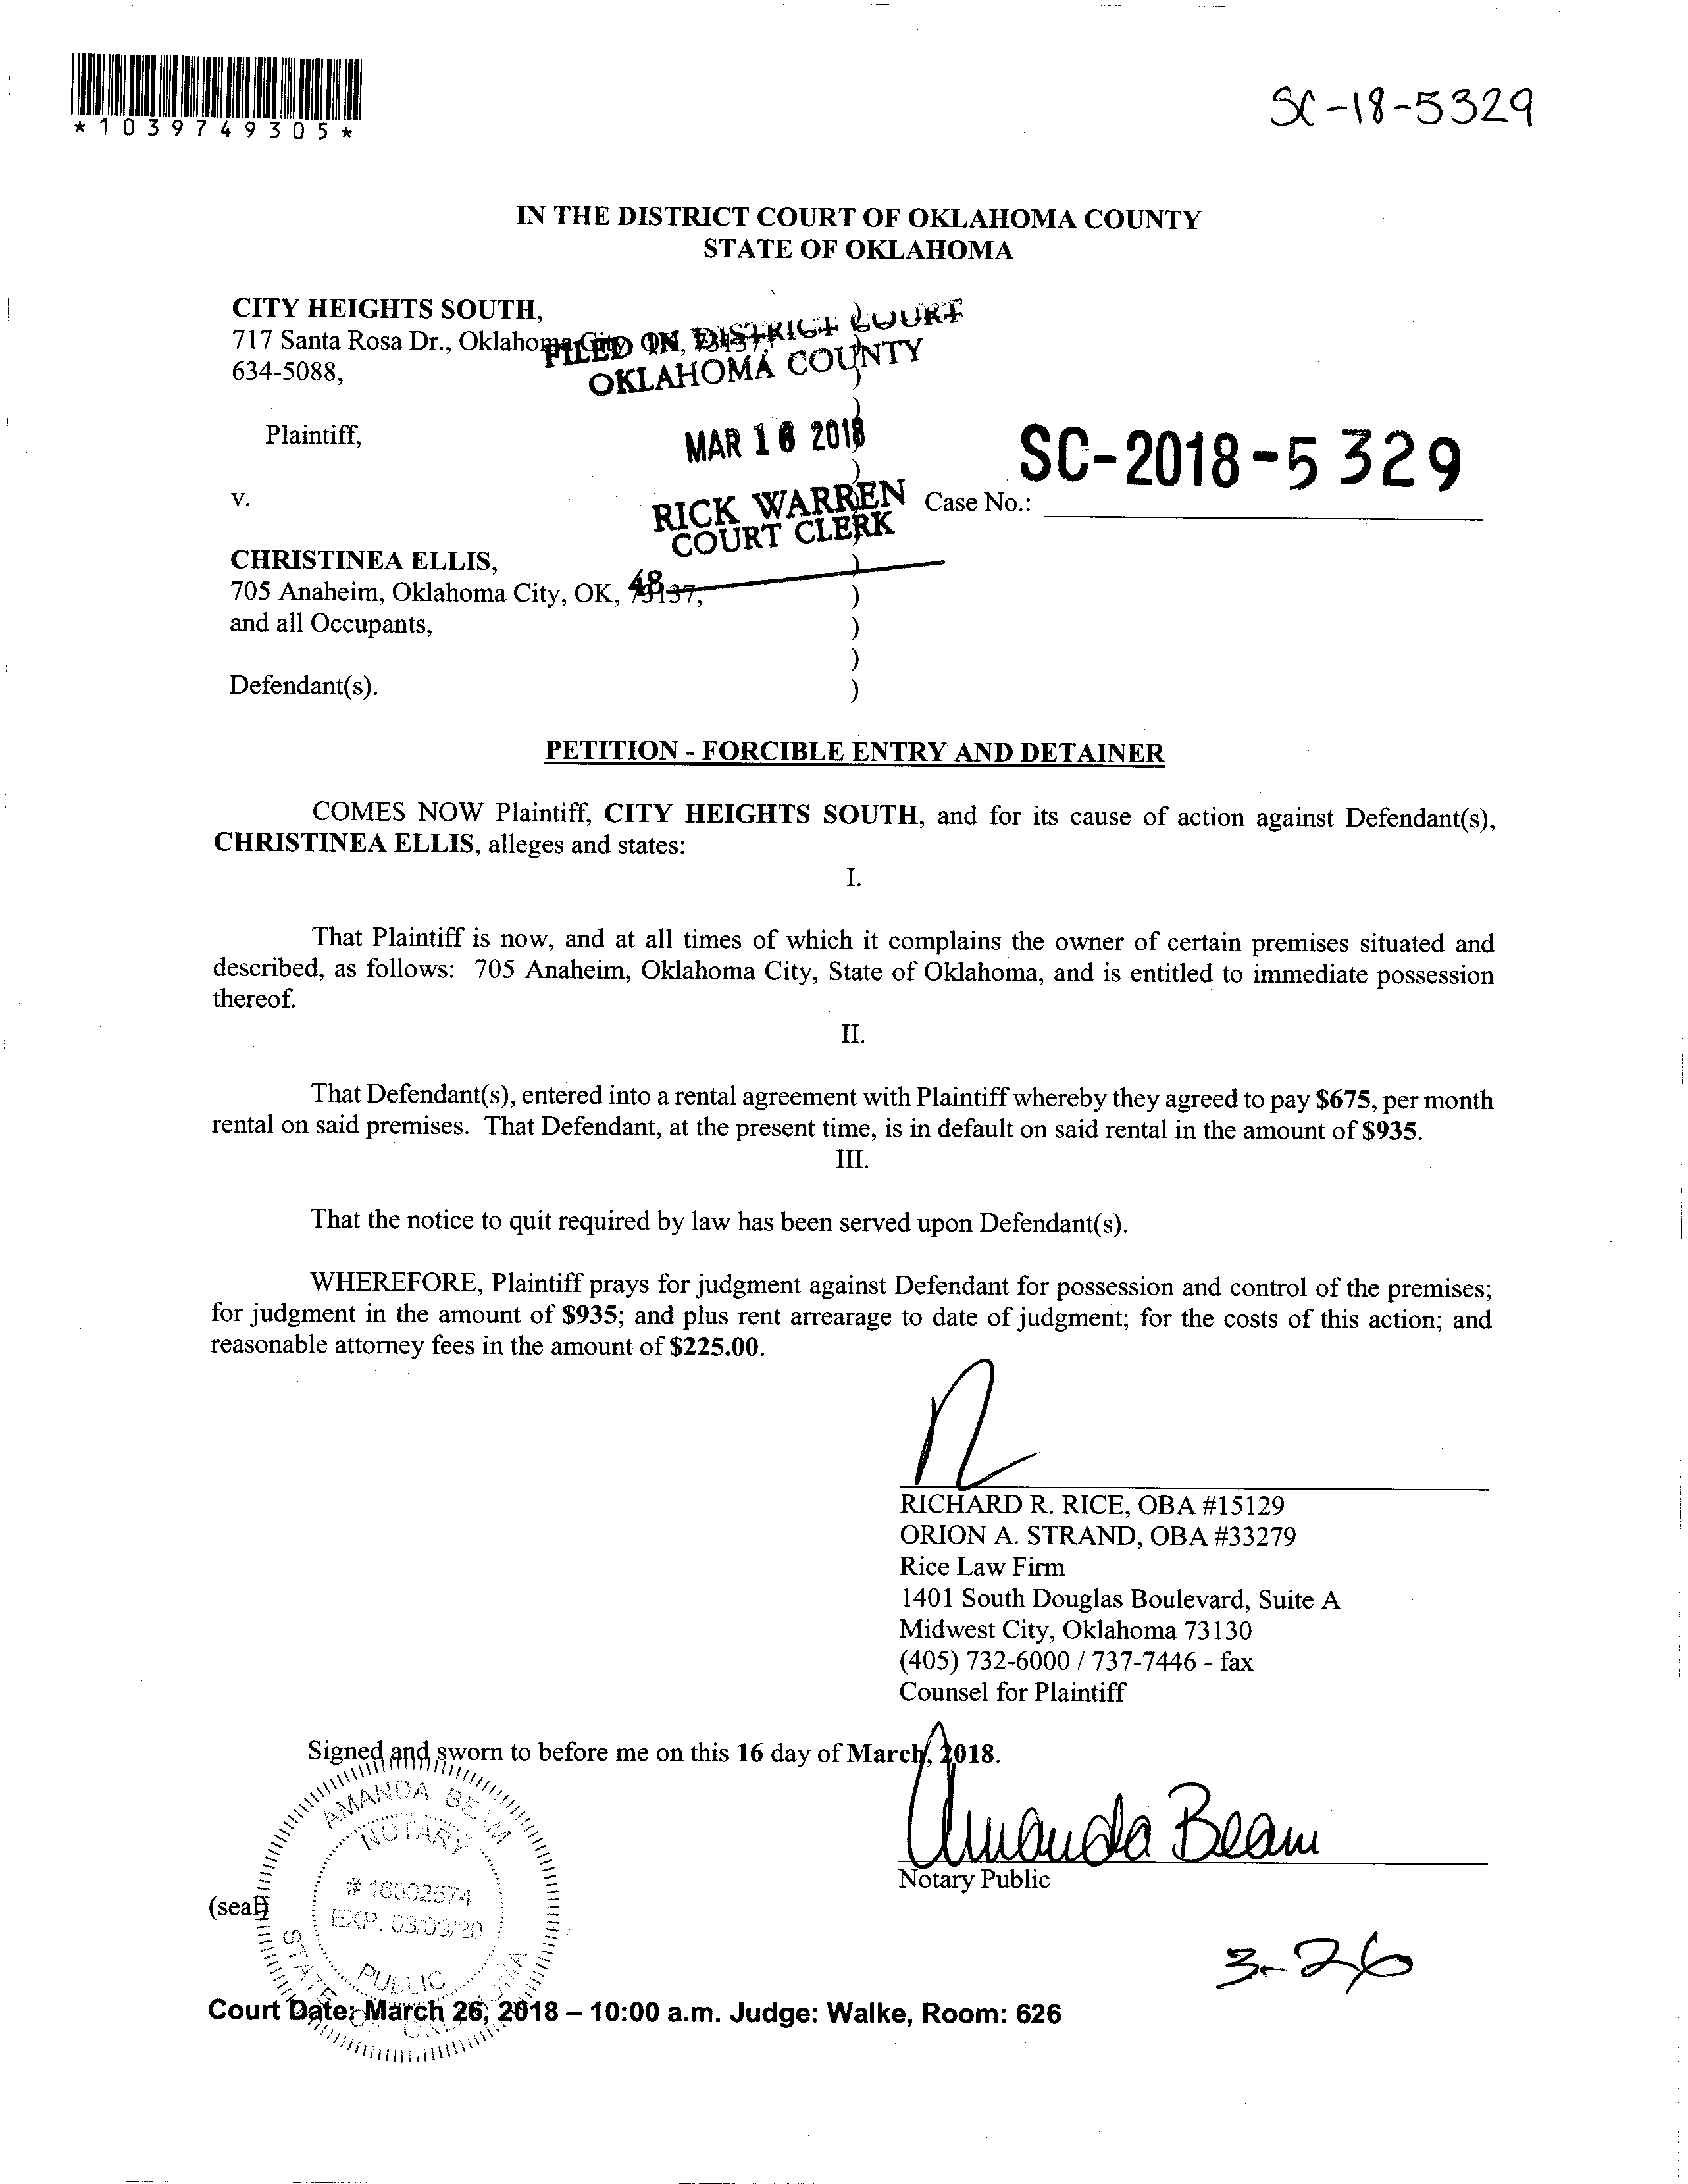 *1039749305*
SC-18-5329
IN THE DISTRICT COURT OF OKLAHOMA COUNTY
STATE OF OKLAHOMA
CITY HEIGHTS SOUTH,
717 Santa Rosa Dr., Oklahoma City, OK, 73137,
634-5088,
FILED IN DISTRICT COURT
OKLAHOMA COUNTY
Plaintiff,
MAR 16 2018
SC-2018-5329
v.
RICK WARREN
COURT CLERK
Case No.:
CHRISTINEA ELLIS,
705 Anaheim, Oklahoma City, OK, 73137,
48
and all Occupants,
Defendant(s).
)
)
)
)
)
)
)
)
)
PETITION - FORCIBLE ENTRY AND DETAINER
COMES NOW Plaintiff, CITY HEIGHTS SOUTH, and for its cause of action against Defendant(s),
CHRISTINEA ELLIS, alleges and states:
I.
That Plaintiff is now, and at all times of which it complains the owner of certain premises situated and
described, as follows: 705 Anaheim, Oklahoma City, State of Oklahoma, and is entitled to immediate possession
thereof.
II.
That Defendant(s), entered into a rental agreement with Plaintiff whereby they agreed to pay $675, per month
rental on said premises. That Defendant, at the present time, is in default on said rental in the amount of $935.
III.
That the notice to quit required by law has been served upon Defendant(s).
WHEREFORE, Plaintiff prays for judgment against Defendant for possession and control of the premises;
for judgment in the amount of $935; and plus rent arrearage to date of judgment; for the costs of this action; and
reasonable attorney fees in the amount of $225.00.
RICHARD R. RICE, OBA #15129
ORION A. STRAND, OBA #33279
Rice Law Firm
1401 South Douglas Boulevard, Suite A
Midwest City, Oklahoma 73130
(405) 732-6000 / 737-7446 - fax
Counsel for Plaintiff
Signed and sworn to before me on this 16 day of March, 2018.
Amanda Beam
Notary Public
(seal)
AMANDA BEAM
NOTARY
# 16002574
EXP. 03/09/20
PUBLIC
STATE OF OKLAHOMA
3-26
Court Date: March 26, 2018 – 10:00 a.m. Judge: Walke, Room: 626